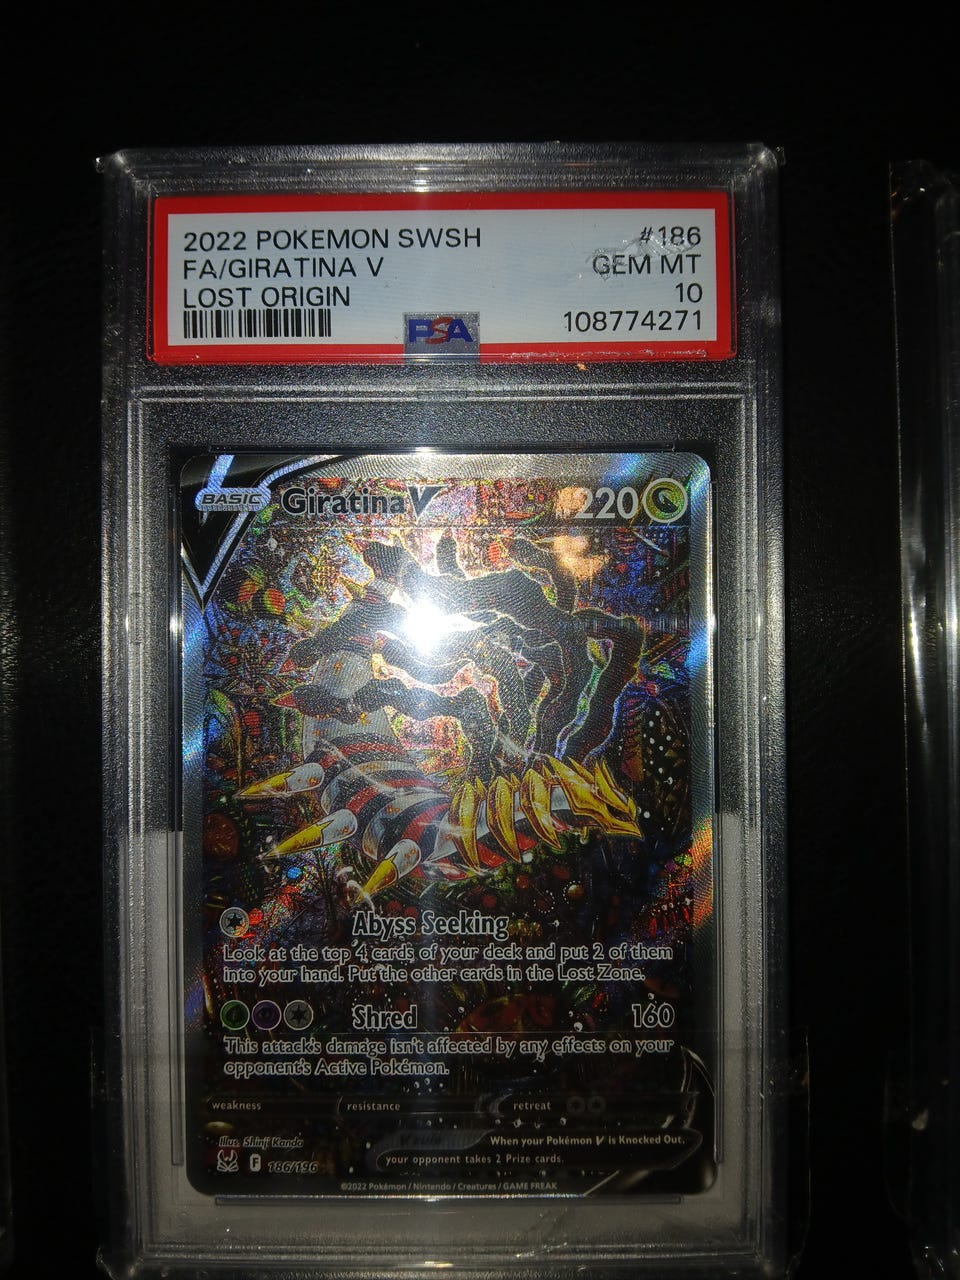 2022 POKEMON SWSH #186
FA/GIRATINA V GEM MT
LOST ORIGIN 10
PSA 108774271
BASIC Giratina V 220
Abyss Seeking
Look at the top 4 cards of your deck and put 2 of them
into your hand. Put the other cards in the Lost Zone.
Shred 160
This attack's damage isn't affected by any effects on your
opponent's Active Pokémon.
weakness resistance retreat
Illus. Shinji Kanda
V rule When your Pokémon V is Knocked Out,
your opponent takes 2 Prize cards.
F 186/196
©2022 Pokémon / Nintendo / Creatures / GAME FREAK